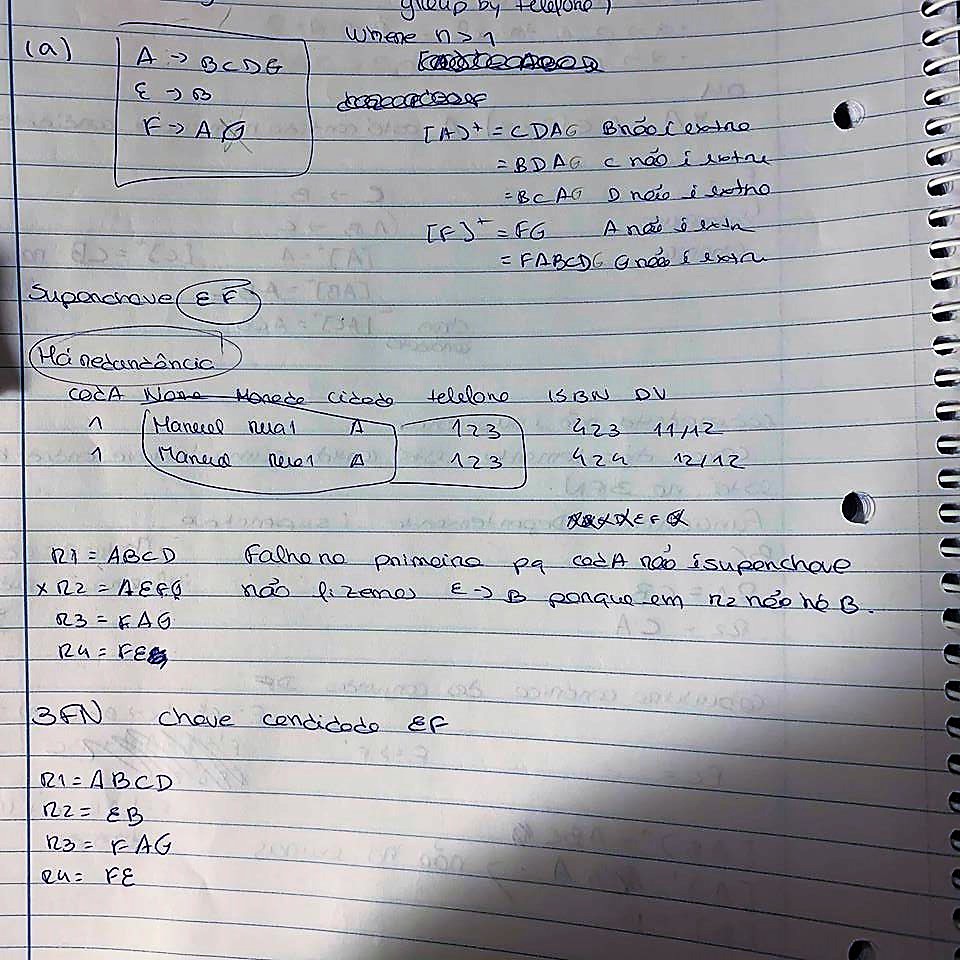 group by telefone)
Where n > 1
(a)
A → BCDG
E → B
F → A G
[A]+ = CDAG B não é extra
= BDAG C não é extra
= BCAG D não é extra
[F]+ = FG A não é extra
= FABCDG G não é extra
Superchave EF
Há redundância
codA Nome Morada cidade telefone ISBN DV
1 Manuel rua1 A 123 423 11/12
1 Manuel rua1 A 123 424 12/12
R1 = ABCD Falha no primeiro pq codA não é superchave
x R2 = AEFG não fizemos E → B porque em R2 não há B.
R3 = FAG
R4 = FE
3FN chave candidada EF
R1 = ABCD
R2 = EB
R3 = FAG
R4 = FE